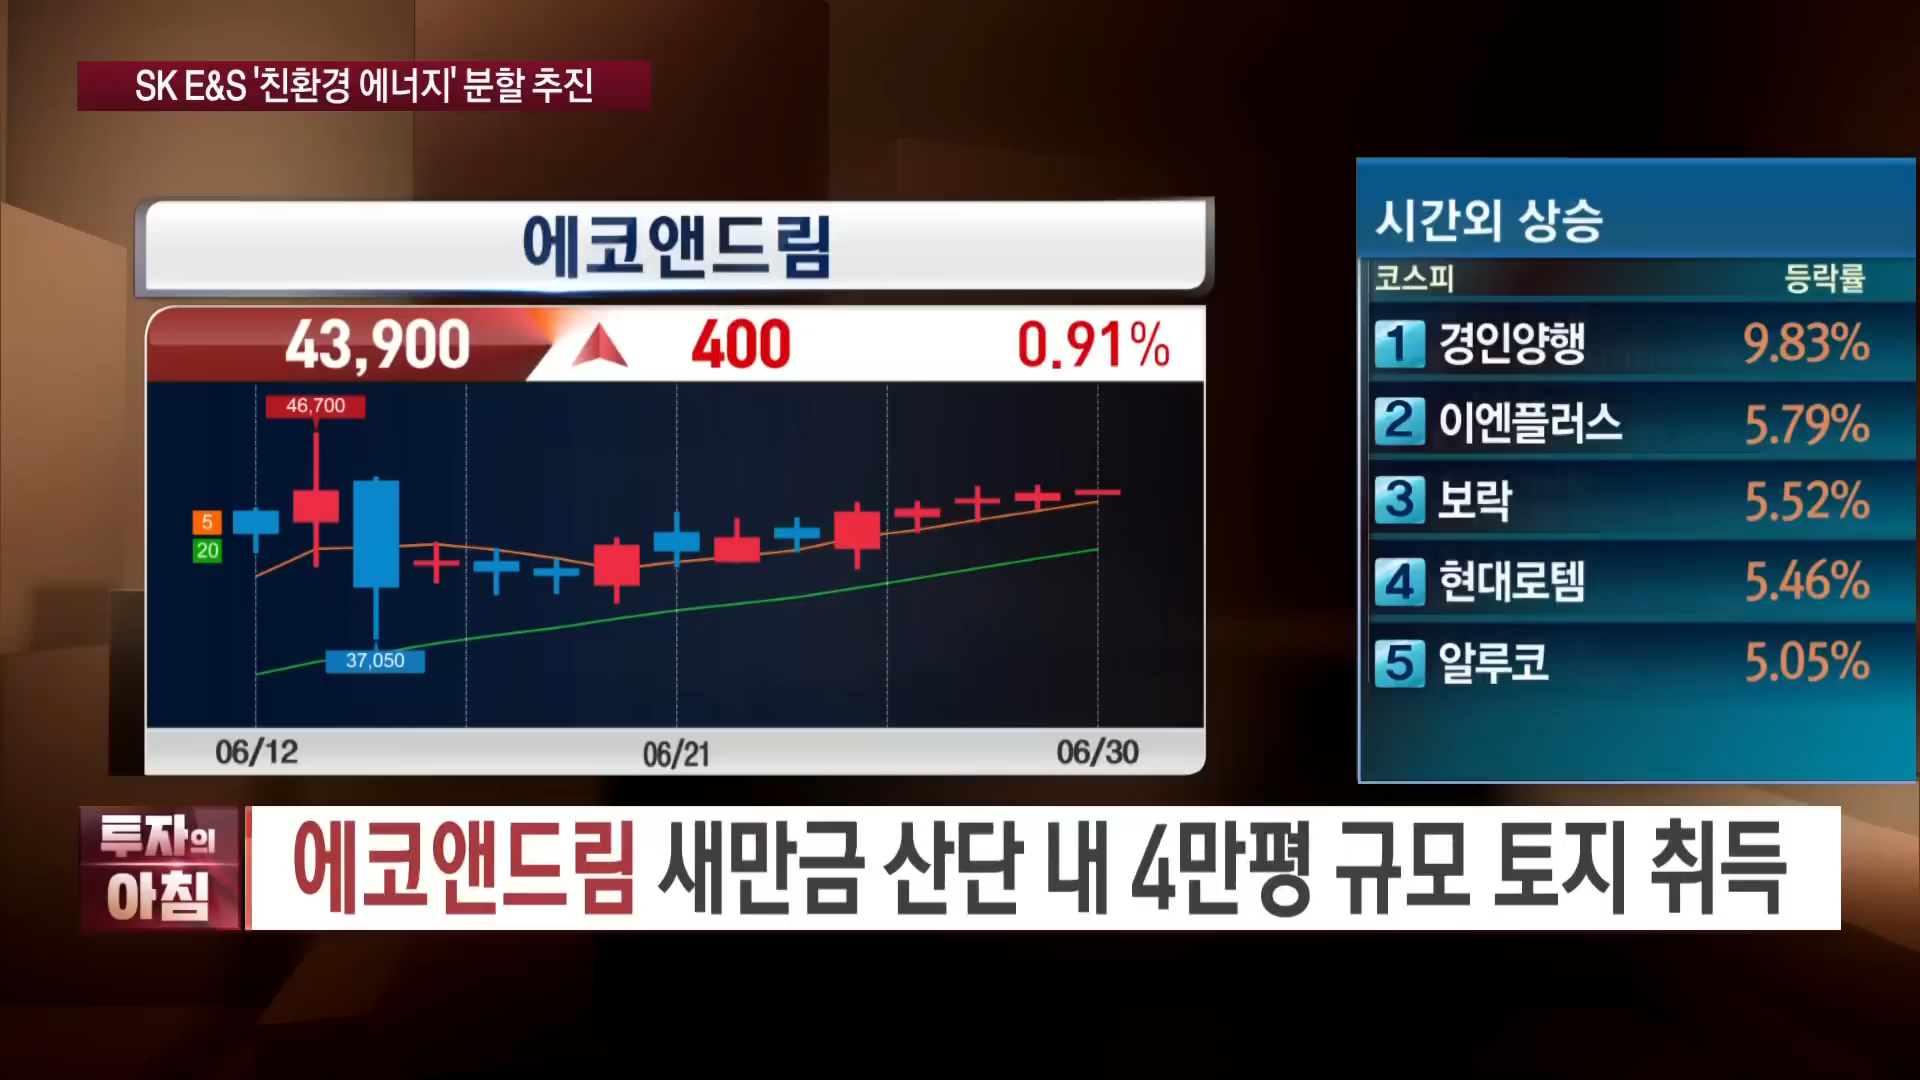 SK E&S '친환경 에너지' 분할 추진
에코앤드림
43,900 400 0.91%
46,700
5
20
37,050
06/12 06/21 06/30
시간외 상승
코스피 등락률
1 경인양행 9.83%
2 이엔플러스 5.79%
3 보락 5.52%
4 현대로템 5.46%
5 알루코 5.05%
투자의
아침
에코앤드림 새만금 산단 내 4만평 규모 토지 취득